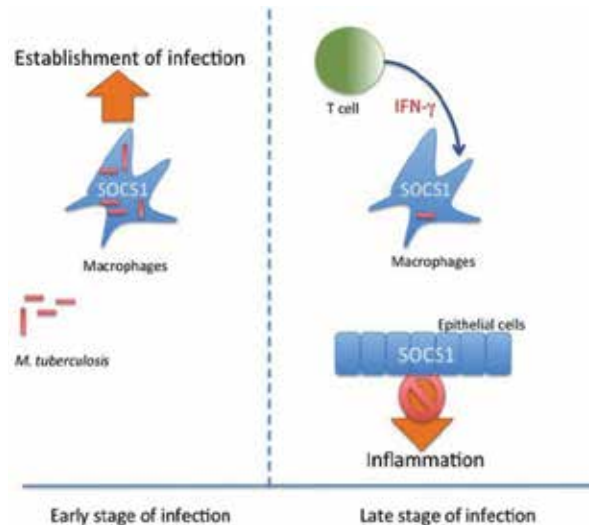 Establishment of infection
SOCS1
Macrophages
M. tuberculosis
Early stage of infection
T cell
IFN-γ
SOCS1
Macrophages
Epithelial cells
SOCS1
Inflammation
Late stage of infection